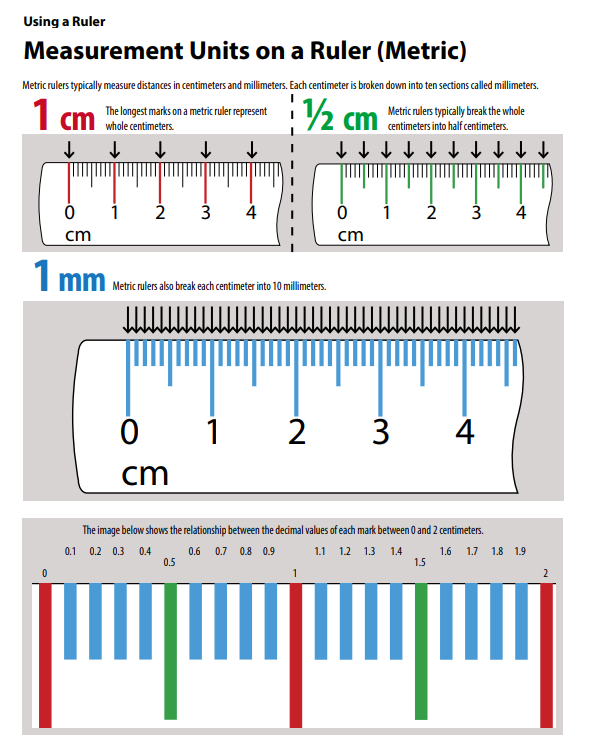 Using a Ruler
Measurement Units on a Ruler (Metric)
Metric rulers typically measure distances in centimeters and millimeters. Each centimeter is broken down into ten sections called millimeters.
1 cm
The longest marks on a metric ruler represent
whole centimeters.
½ cm
Metric rulers typically break the whole
centimeters into half centimeters.
0 1 2 3 4
cm
0 1 2 3 4
cm
1 mm
Metric rulers also break each centimeter into 10 millimeters.
0 1 2 3 4
cm
The image below shows the relationship between the decimal values of each mark between 0 and 2 centimeters.
0.1 0.2 0.3 0.4 0.6 0.7 0.8 0.9 1.1 1.2 1.3 1.4 1.6 1.7 1.8 1.9
0.5 1.5
0 1 2